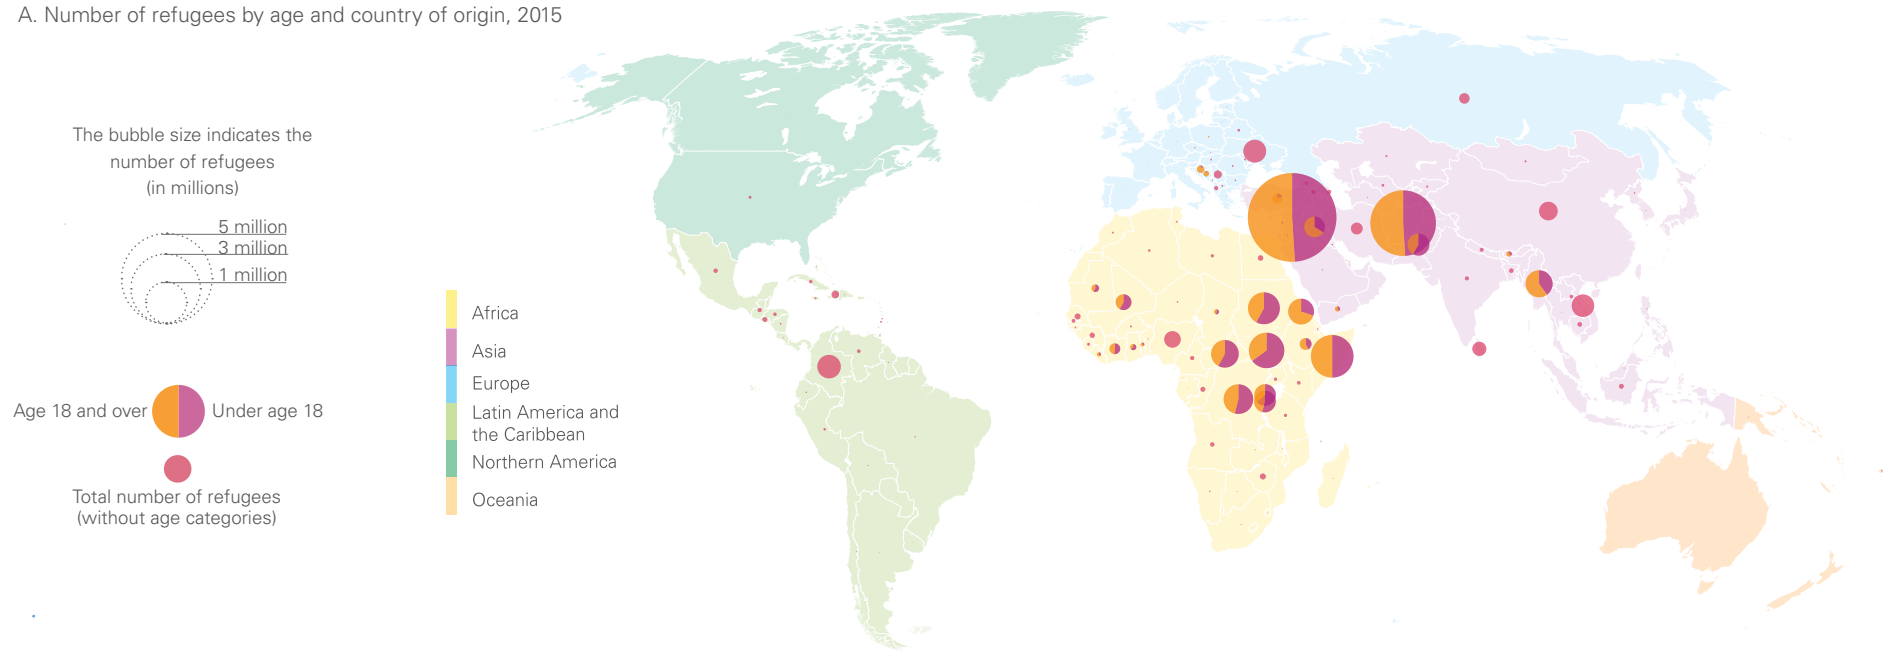 A. Number of refugees by age and country of origin, 2015
The bubble size indicates the
number of refugees
(in millions)
5 million
3 million
1 million
Age 18 and over
Under age 18
Total number of refugees
(without age categories)
Africa
Asia
Europe
Latin America and
the Caribbean
Northern America
Oceania